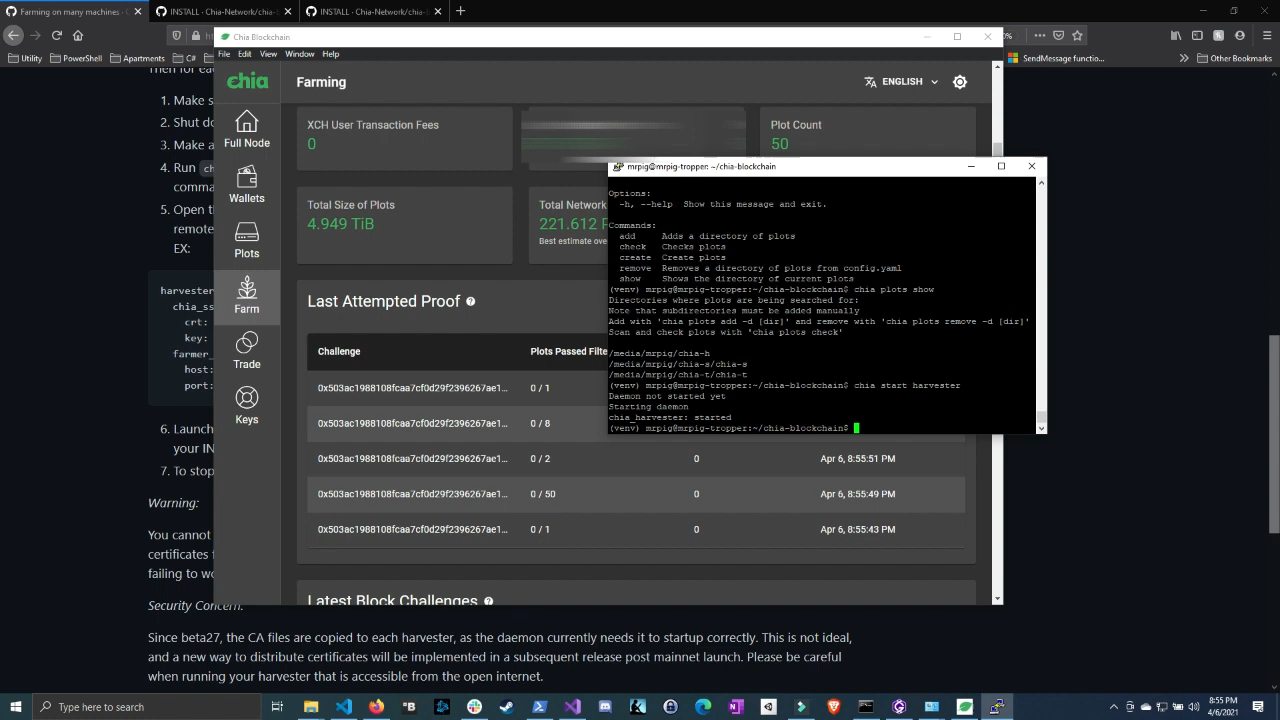 Farming on many machines · C
INSTALL · Chia-Network/chia-
INSTALL · Chia-Network/chia-
Utility
PowerShell
Apartments
C#
SendMessage functio...
Other Bookmarks
Chia Blockchain
File Edit View Window Help
chia
Farming
ENGLISH
Full Node
Wallets
Plots
Farm
Trade
Keys
XCH User Transaction Fees
0
Plot Count
50
Total Size of Plots
4.949 TiB
Total Network
221.612 P
Best estimate ove
Last Attempted Proof
Challenge Plots Passed Filte
0x503ac1988108fcaa7cf0d29f2396267ae1... 0 / 1
0x503ac1988108fcaa7cf0d29f2396267ae1... 0 / 8
0x503ac1988108fcaa7cf0d29f2396267ae1... 0 / 2 0 Apr 6, 8:55:51 PM
0x503ac1988108fcaa7cf0d29f2396267ae1... 0 / 50 0 Apr 6, 8:55:49 PM
0x503ac1988108fcaa7cf0d29f2396267ae1... 0 / 1 0 Apr 6, 8:55:43 PM
Latest Block Challenges
mrpig@mrpig-tropper: ~/chia-blockchain
Options:
-h, --help Show this message and exit.
Commands:
add Adds a directory of plots
check Checks plots
create Create plots
remove Removes a directory of plots from config.yaml
show Shows the directory of current plots
(venv) mrpig@mrpig-tropper:~/chia-blockchain$ chia plots show
Directories where plots are being searched for:
Note that subdirectories must be added manually
Add with 'chia plots add -d [dir]' and remove with 'chia plots remove -d [dir]'
Scan and check plots with 'chia plots check'
/media/mrpig/chia-h
/media/mrpig/chia-s/chia-s
/media/mrpig/chia-t/chia-t
(venv) mrpig@mrpig-tropper:~/chia-blockchain$ chia start harvester
Daemon not started yet
Starting daemon
chia_harvester: started
(venv) mrpig@mrpig-tropper:~/chia-blockchain$
1. Make s
2. Shut do
3. Make a
4. Run ch
comma
5. Open t
remote
EX:
harvester
chia_ss
crt:
key:
farmer_
host:
port:
6. Launch
your IN
7. To stop
Warning:
You cannot
certificates f
failing to wo
Security Concern:
Since beta27, the CA files are copied to each harvester, as the daemon currently needs it to startup correctly. This is not ideal,
and a new way to distribute certificates will be implemented in a subsequent release post mainnet launch. Please be careful
when running your harvester that is accessible from the open internet.
Type here to search
8:55 PM
4/6/2021